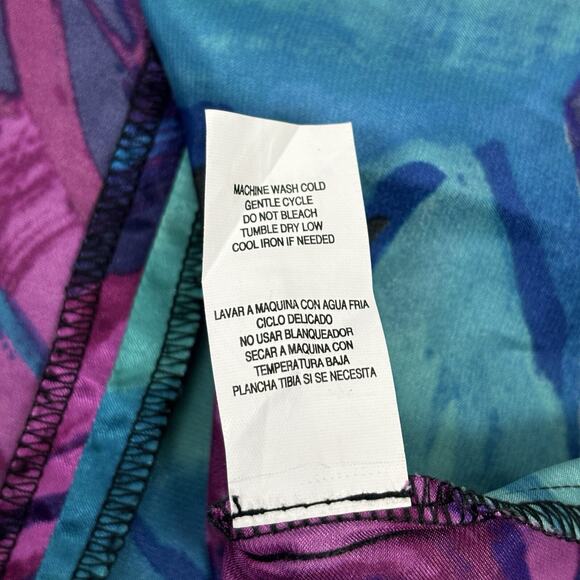 MACHINE WASH COLD
GENTLE CYCLE
DO NOT BLEACH
TUMBLE DRY LOW
COOL IRON IF NEEDED
LAVAR A MAQUINA CON AGUA FRIA
CICLO DELICADO
NO USAR BLANQUEADOR
SECAR A MAQUINA CON
TEMPERATURA BAJA
PLANCHA TIBIA SI SE NECESITA